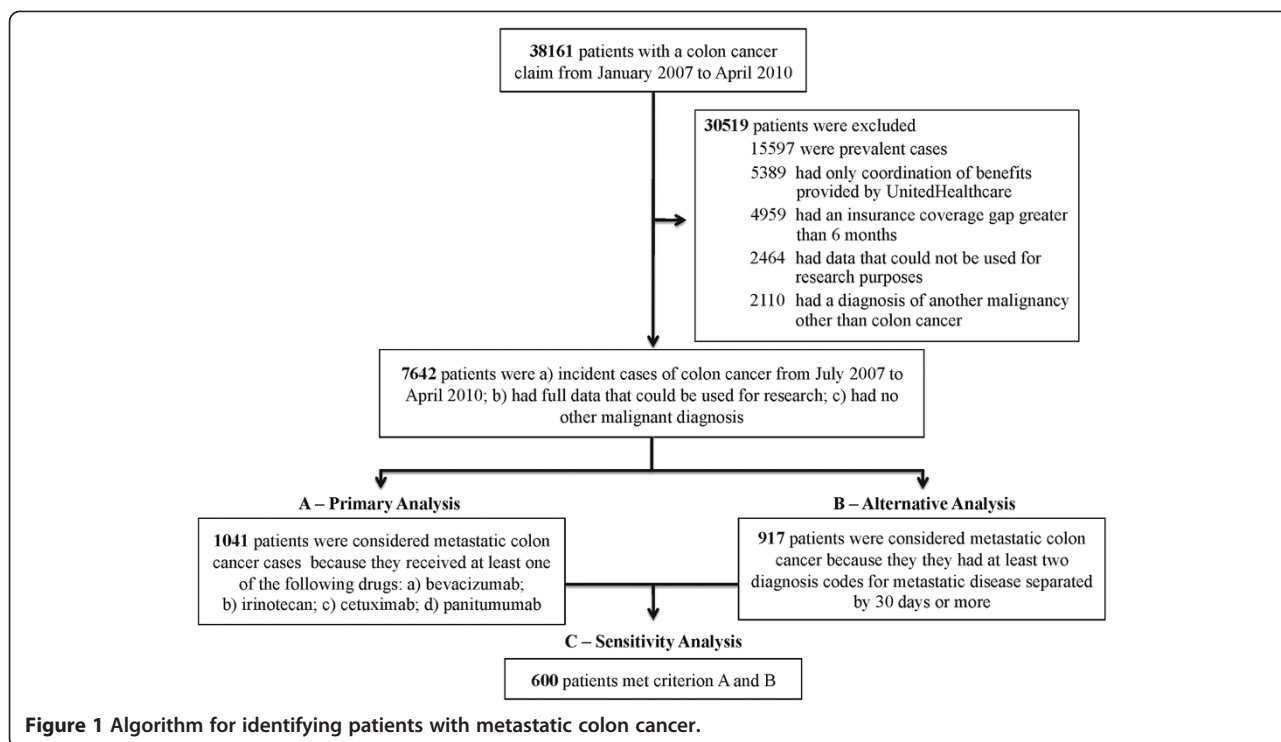 38161 patients with a colon cancer
claim from January 2007 to April 2010
30519 patients were excluded
15597 were prevalent cases
5389 had only coordination of benefits
provided by UnitedHealthcare
4959 had an insurance coverage gap greater
than 6 months
2464 had data that could not be used for
research purposes
2110 had a diagnosis of another malignancy
other than colon cancer
7642 patients were a) incident cases of colon cancer from July 2007 to
April 2010; b) had full data that could be used for research; c) had no
other malignant diagnosis
A – Primary Analysis
1041 patients were considered metastatic colon
cancer cases because they received at least one
of the following drugs: a) bevacizumab;
b) irinotecan; c) cetuximab; d) panitumumab
B – Alternative Analysis
917 patients were considered metastatic colon
cancer because they they had at least two
diagnosis codes for metastatic disease separated
by 30 days or more
C – Sensitivity Analysis
600 patients met criterion A and B
Figure 1 Algorithm for identifying patients with metastatic colon cancer.